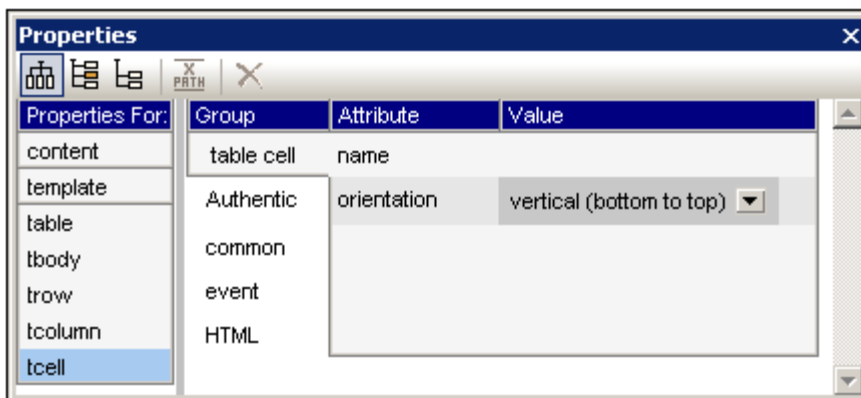 Properties
X
PATH
Properties For:
Group Attribute Value
content
table cell name
template
Authentic orientation vertical (bottom to top)
table
common
tbody
event
trow
HTML
tcolumn
tcell